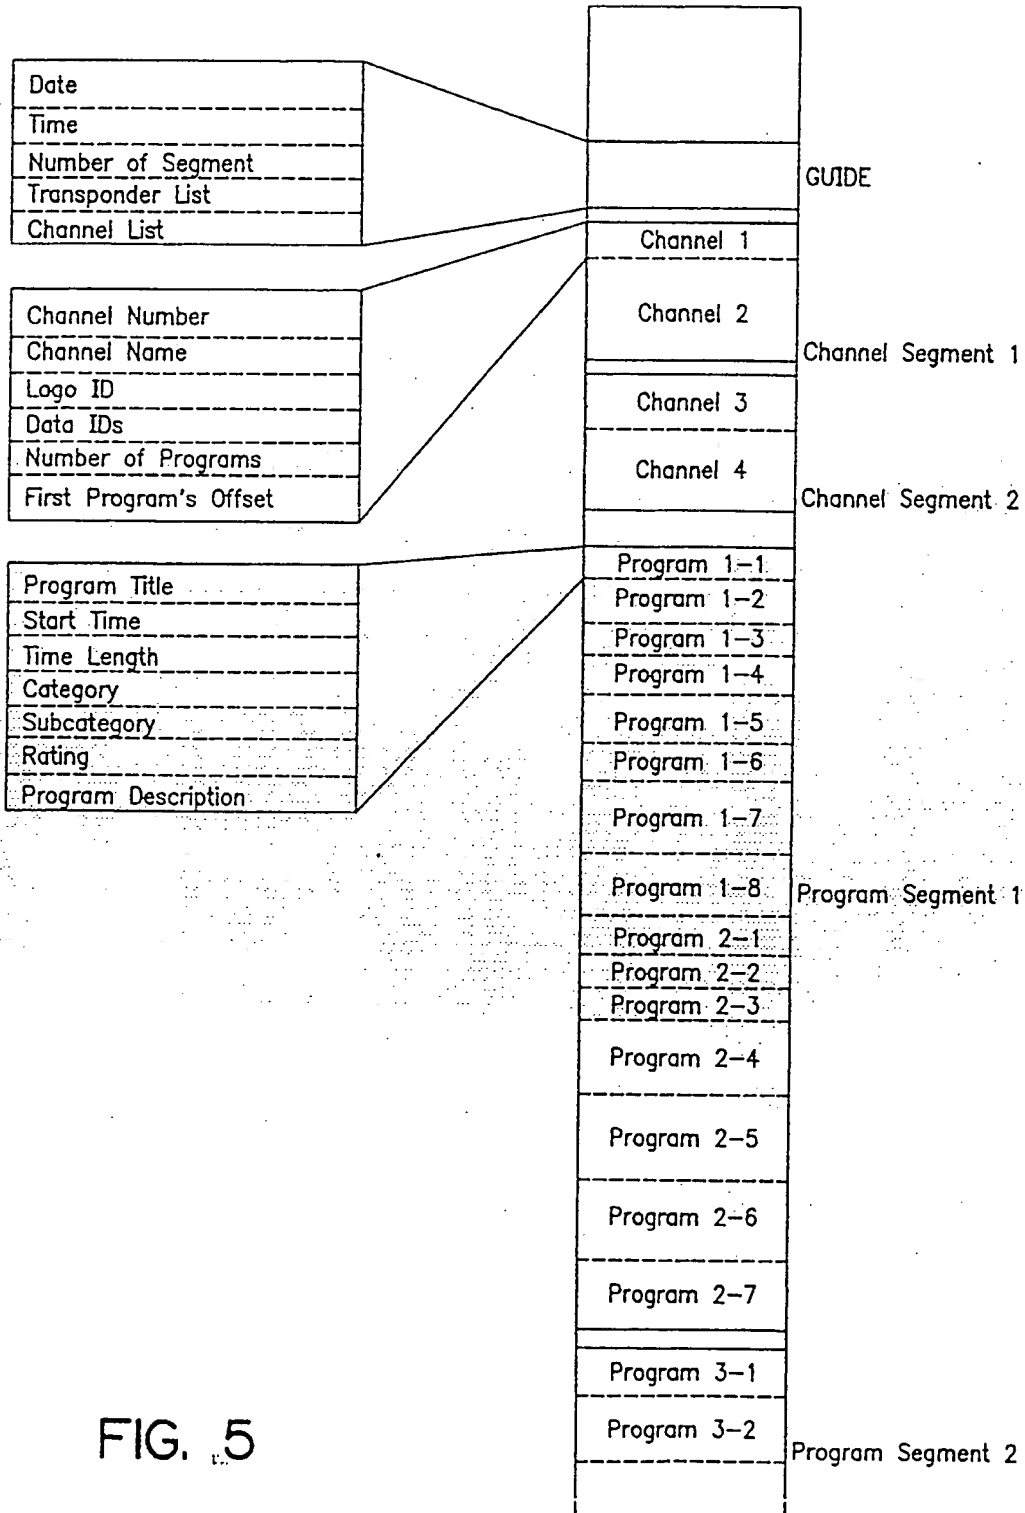 Date
Time
Number of Segment
Transponder List
Channel List
GUIDE
Channel Number
Channel Name
Logo ID
Data IDs
Number of Programs
First Program's Offset
Channel 1
Channel 2
Channel Segment 1
Channel 3
Channel 4
Channel Segment 2
Program Title
Start Time
Time Length
Category
Subcategory
Rating
Program Description
Program 1-1
Program 1-2
Program 1-3
Program 1-4
Program 1-5
Program 1-6
Program 1-7
Program 1-8
Program Segment 1
Program 2-1
Program 2-2
Program 2-3
Program 2-4
Program 2-5
Program 2-6
Program 2-7
Program 3-1
Program 3-2
Program Segment 2
FIG. 5